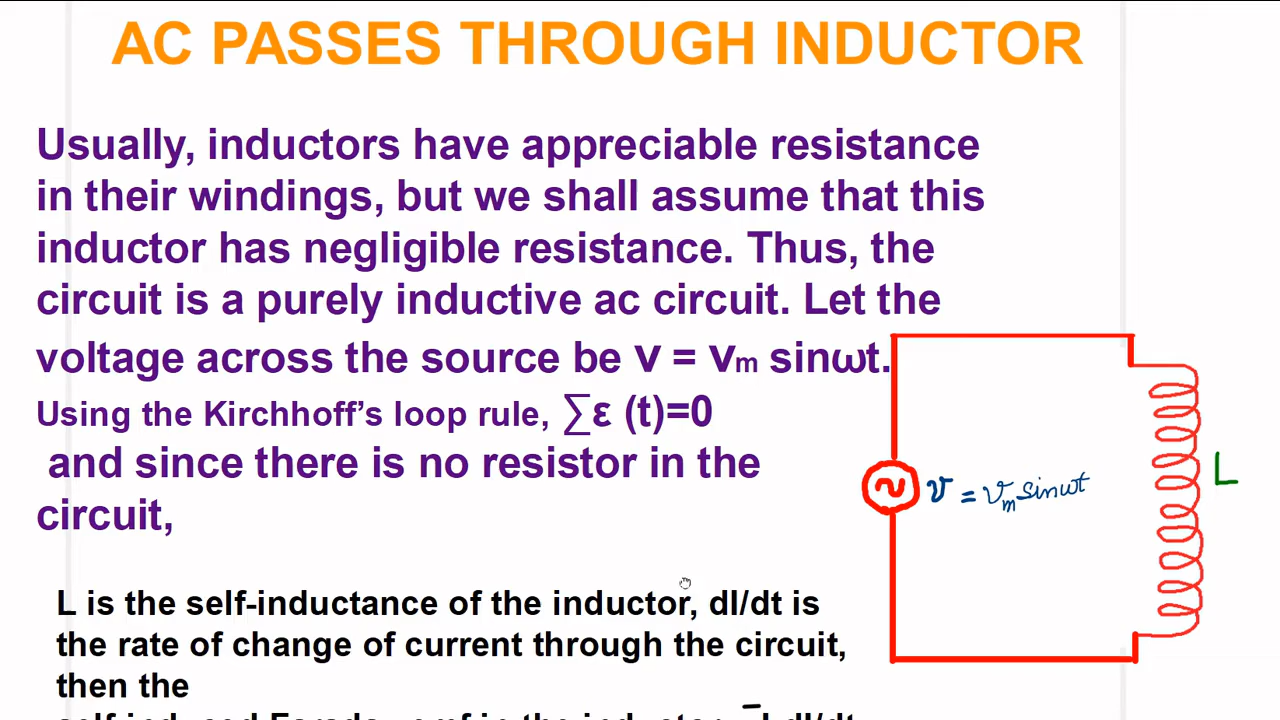 AC PASSES THROUGH INDUCTOR
Usually, inductors have appreciable resistance
in their windings, but we shall assume that this
inductor has negligible resistance. Thus, the
circuit is a purely inductive ac circuit. Let the
voltage across the source be v = vm sinωt.
Using the Kirchhoff’s loop rule, ∑ε (t)=0
and since there is no resistor in the
circuit,
v = vm sinωt
L
L is the self-inductance of the inductor, dI/dt is
the rate of change of current through the circuit,
then the